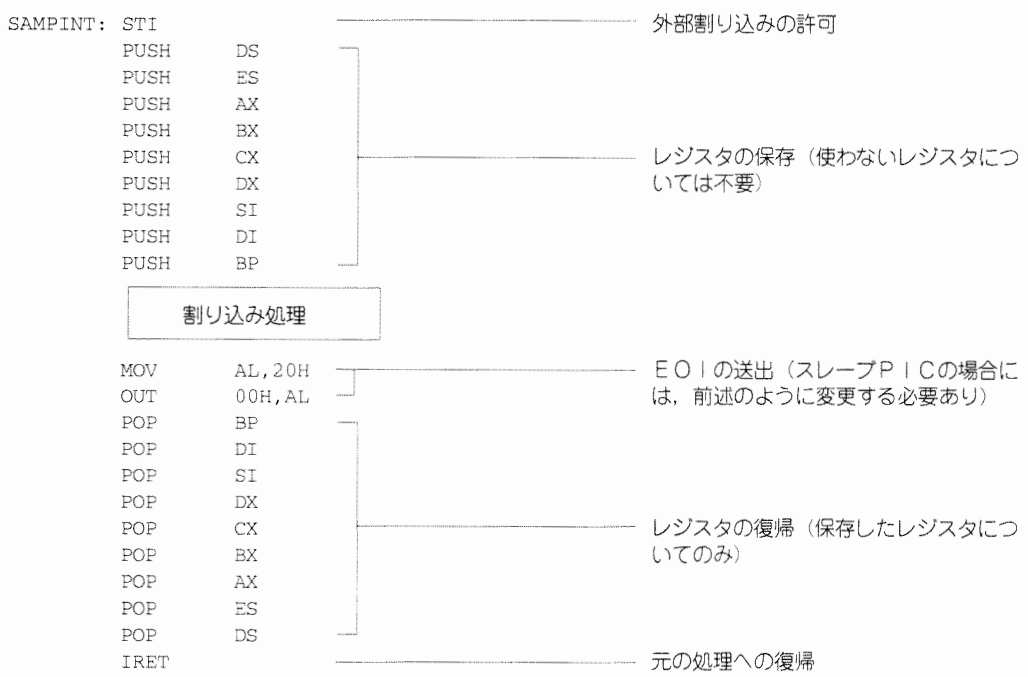 SAMPINT: STI 外部割り込みの許可
PUSH DS
PUSH ES
PUSH AX
PUSH BX
PUSH CX レジスタの保存（使わないレジスタにつ
PUSH DX いては不要）
PUSH SI
PUSH DI
PUSH BP
割り込み処理
MOV AL,20H ＥＯＩの送出（スレーブＰＩＣの場合に
OUT 00H,AL は，前述のように変更する必要あり）
POP BP
POP DI
POP SI
POP DX
POP CX レジスタの復帰（保存したレジスタにつ
POP BX いてのみ）
POP AX
POP ES
POP DS
IRET 元の処理への復帰